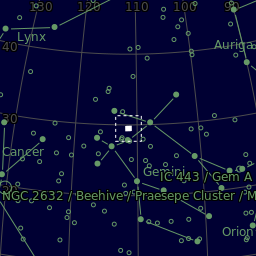 130
120
110
100
90
Lynx
Auriga
40
30
Cancer
Gemini
IC 443 / Gem A
NGC 2632 / Beehive / Praesepe Cluster / M
Orion